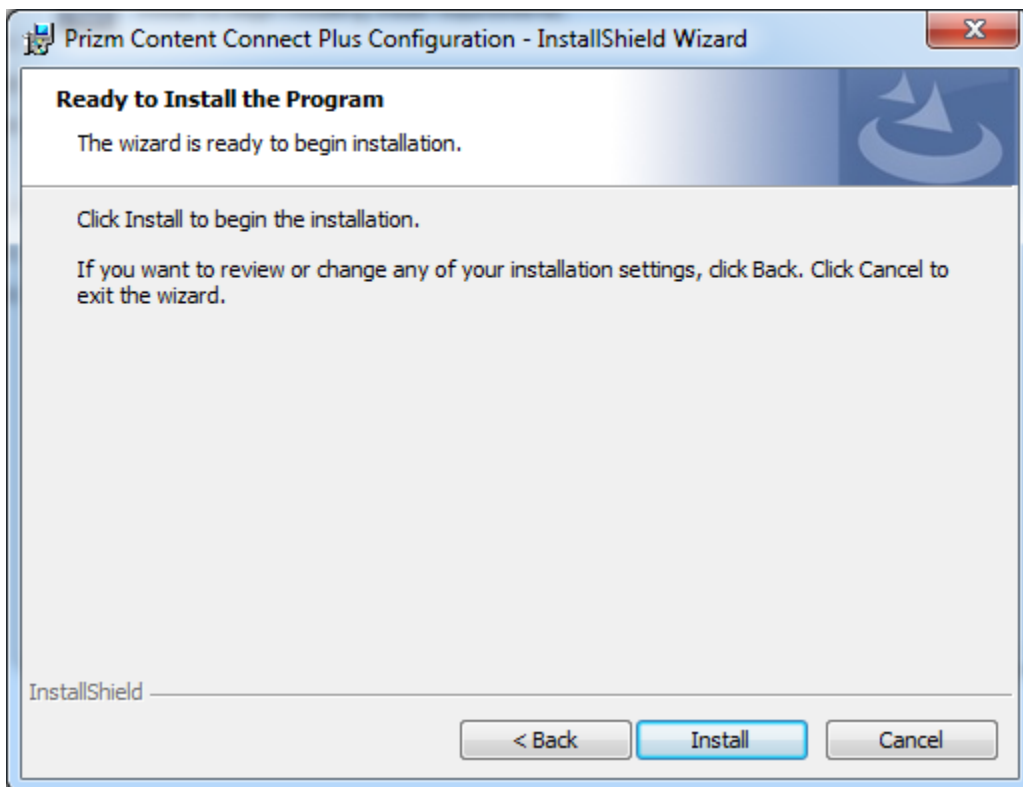 Prizm Content Connect Plus Configuration - InstallShield Wizard
Ready to Install the Program
The wizard is ready to begin installation.
Click Install to begin the installation.
If you want to review or change any of your installation settings, click Back. Click Cancel to
exit the wizard.
InstallShield
< Back
Install
Cancel